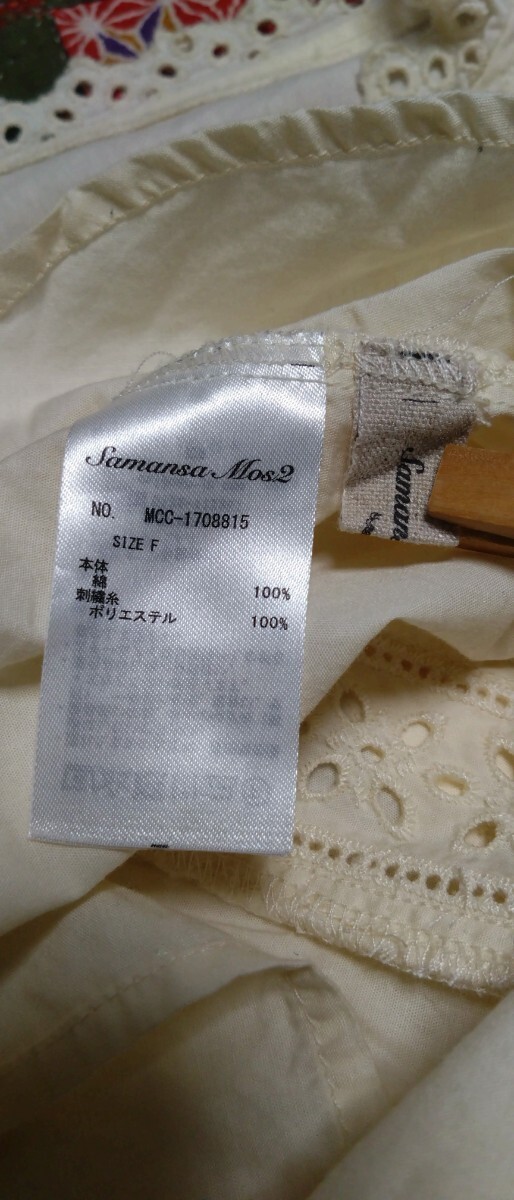 Samansa Mos2
NO. MCC-1708815
SIZE F
本体
綿 100%
刺繍糸
ポリエステル 100%